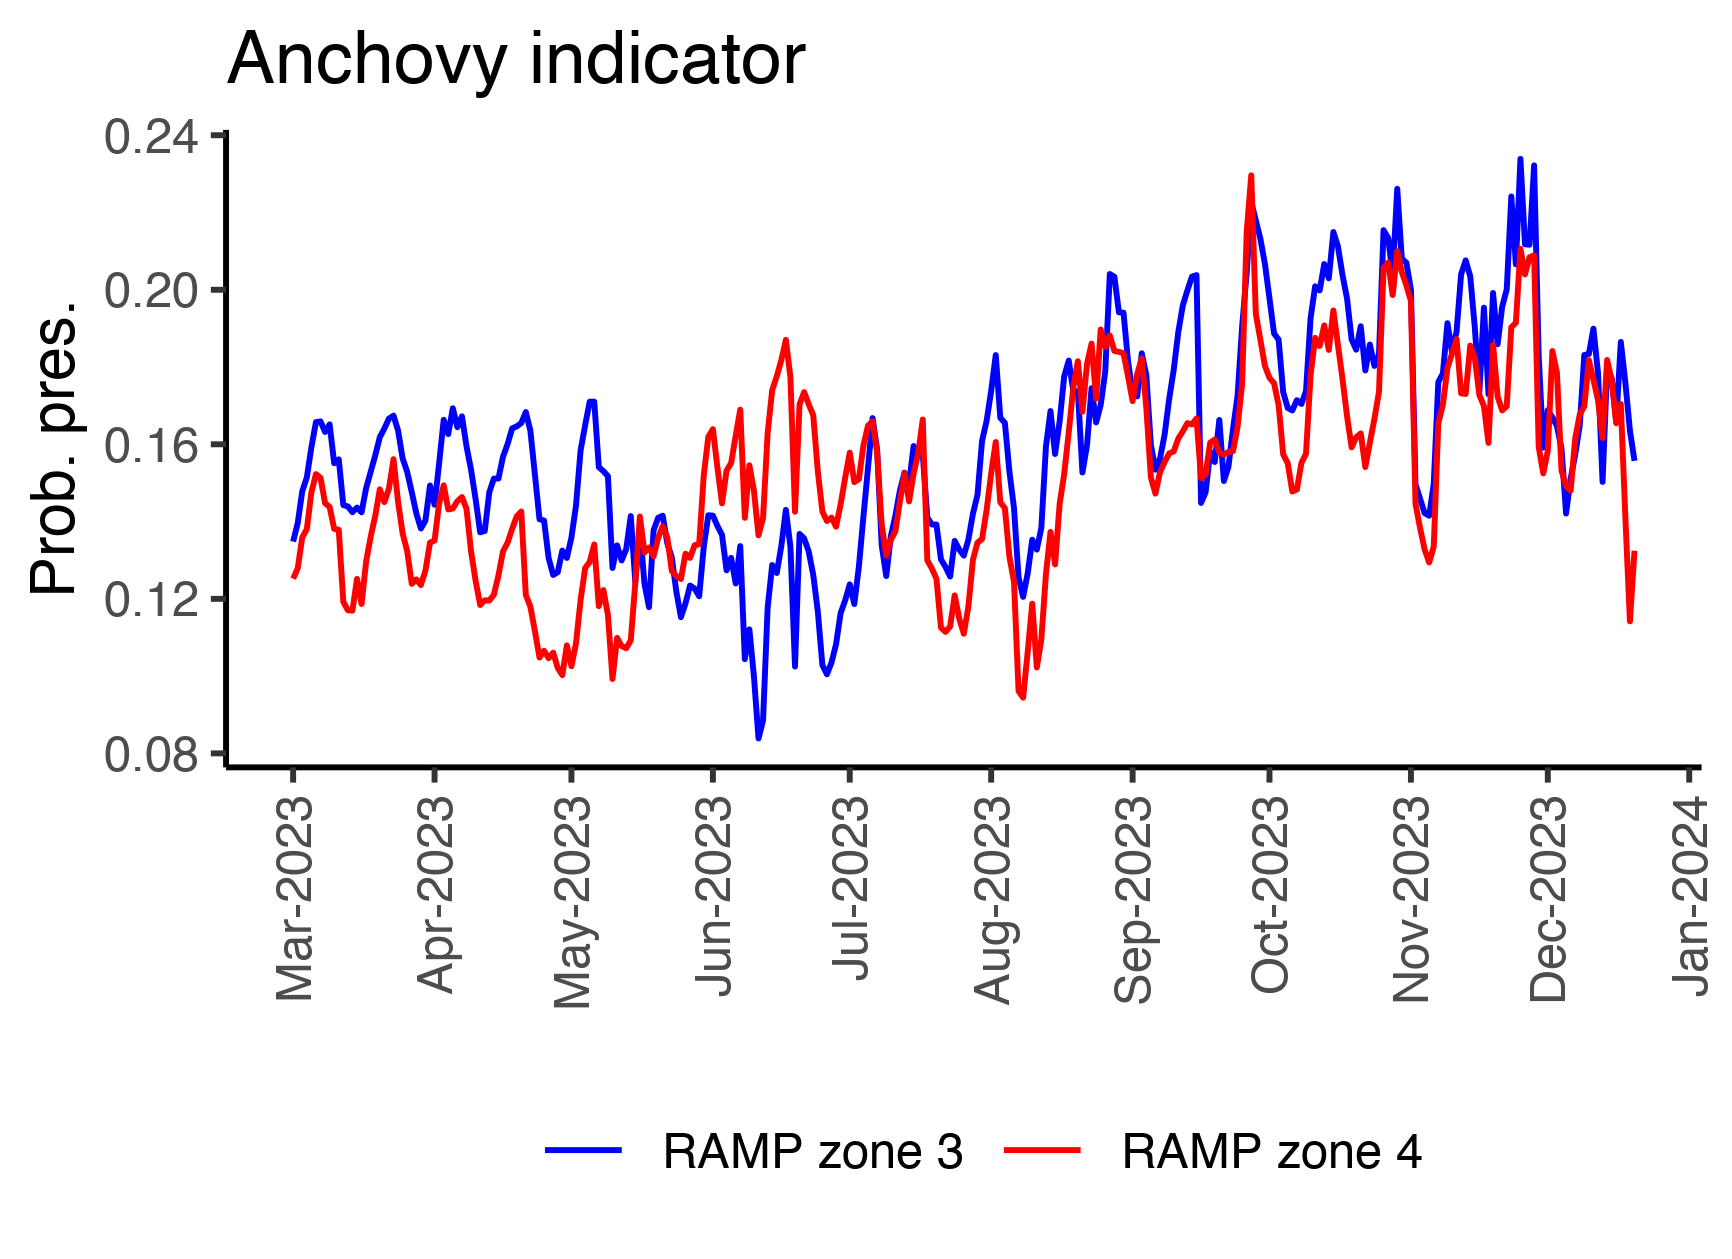 Anchovy indicator
Prob. pres.
0.24
0.20
0.16
0.12
0.08
Mar-2023
Apr-2023
May-2023
Jun-2023
Jul-2023
Aug-2023
Sep-2023
Oct-2023
Nov-2023
Dec-2023
Jan-2024
RAMP zone 3
RAMP zone 4